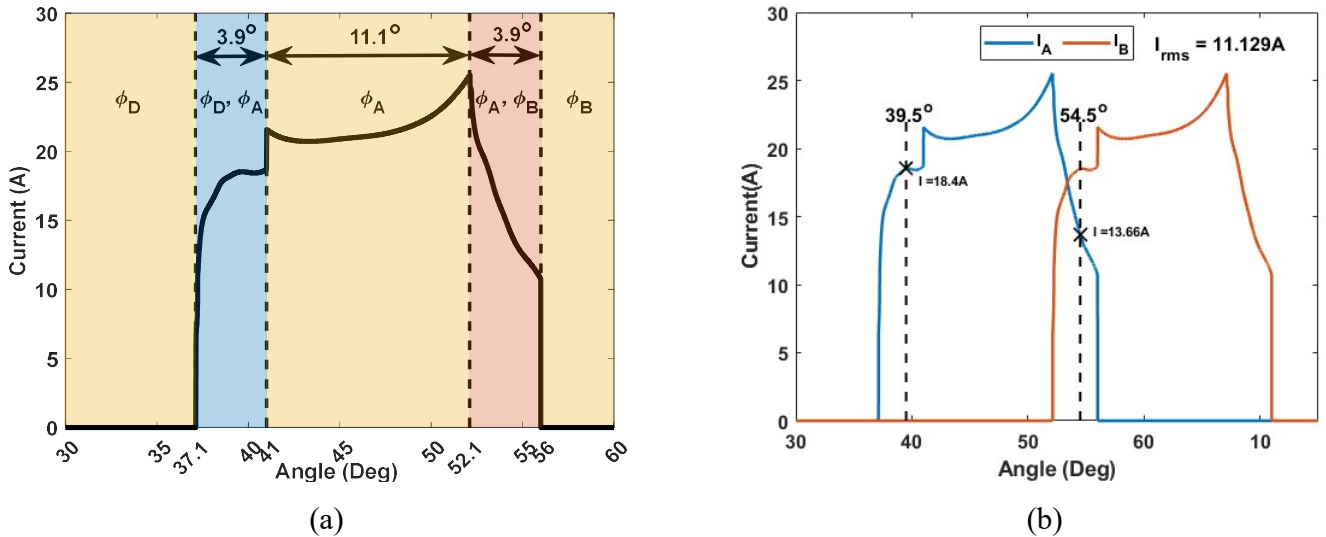 30
25
20
15
10
5
0
Current (A)
3.9°
11.1°
3.9°
ϕD
ϕD, ϕA
ϕA
ϕA, ϕB
ϕB
30
35
37.1
40
41
45
50
52.1
55
56
60
Angle (Deg)
(a)
30
25
20
15
10
5
0
Current(A)
IA
IB
Irms = 11.129A
39.5°
54.5°
I =18.4A
I =13.66A
30
40
50
60
10
Angle (Deg)
(b)